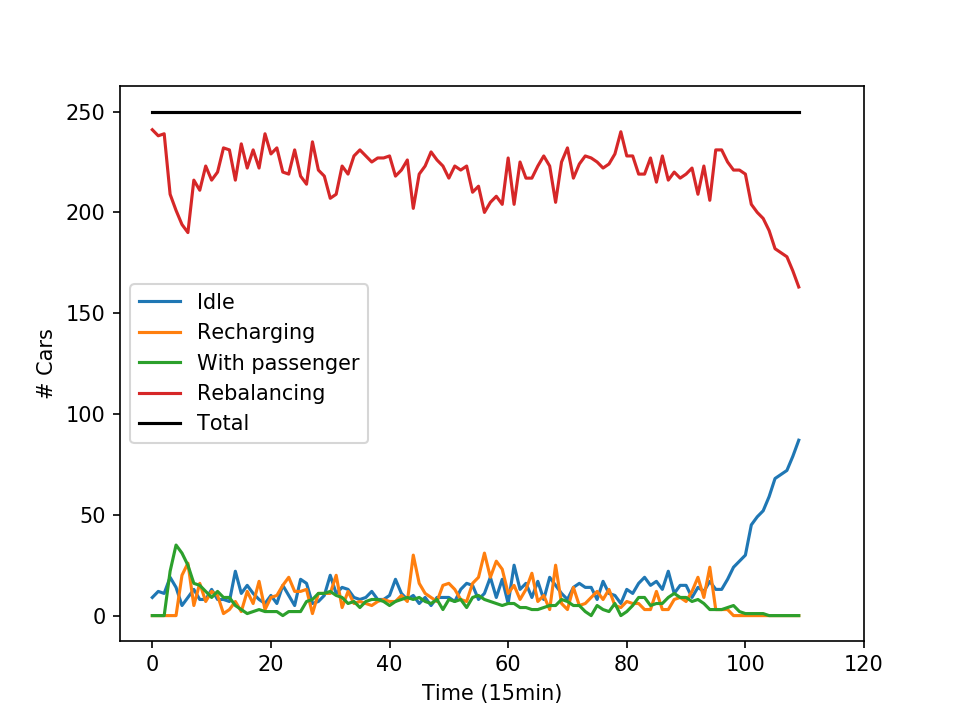 250
200
150
100
50
0
# Cars
Idle
Recharging
With passenger
Rebalancing
Total
0 20 40 60 80 100 120
Time (15min)